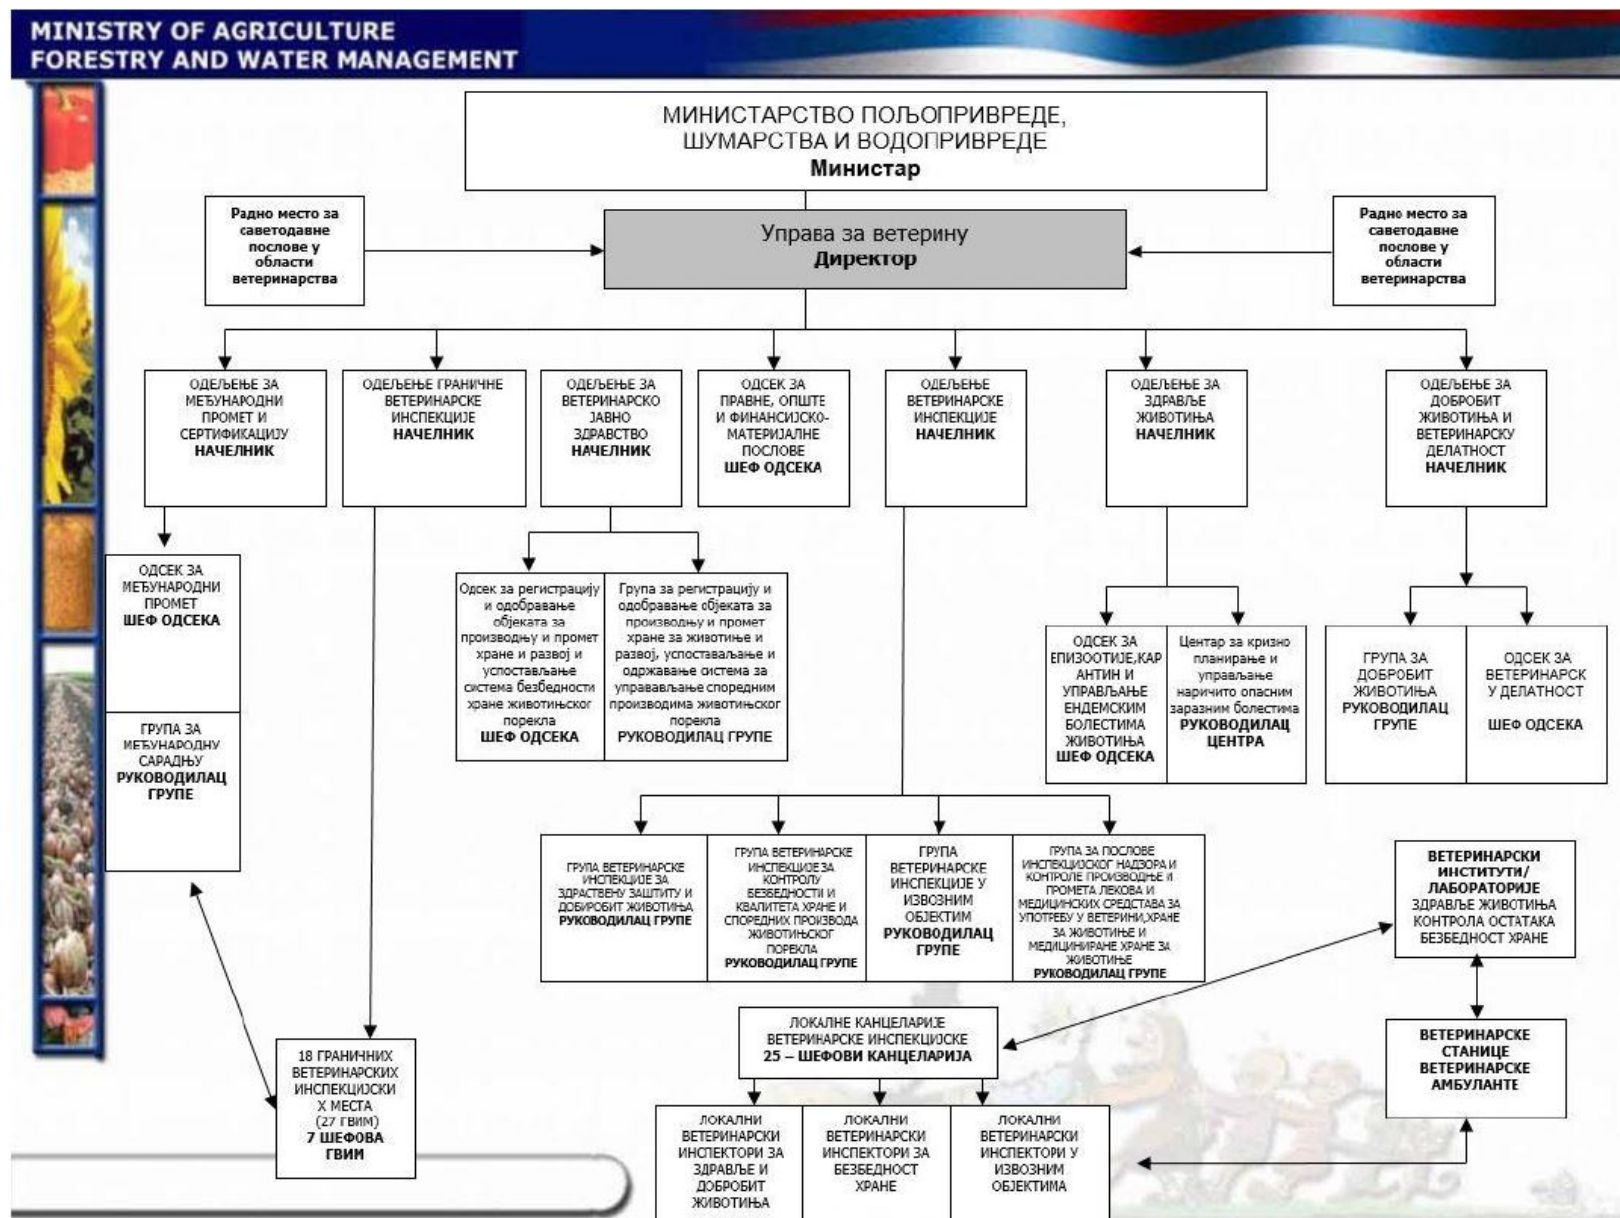 MINISTRY OF AGRICULTURE
FORESTRY AND WATER MANAGEMENT
МИНИСТАРСТВО ПОЉОПРИВРЕДЕ,
ШУМАРСТВА И ВОДОПРИВРЕДЕ
Министар
Радно место за
саветодавне
послове у
области
ветеринарства
Управа за ветерину
Директор
Радно место за
саветодавне
послове у
области
ветеринарства
ОДЕЉЕЊЕ ЗА
МЕЂУНАРОДНИ
ПРОМЕТ И
СЕРТИФИКАЦИЈУ
НАЧЕЛНИК
ОДЕЉЕЊЕ ГРАНИЧНЕ
ВЕТЕРИНАРСКЕ
ИНСПЕКЦИЈЕ
НАЧЕЛНИК
ОДЕЉЕЊЕ ЗА
ВЕТЕРИНАРСКО
ЈАВНО
ЗДРАВСТВО
НАЧЕЛНИК
ОДСЕК ЗА
ПРАВНЕ, ОПШТЕ
И ФИНАНСИЈСКО-
МАТЕРИЈАЛНЕ
ПОСЛОВЕ
ШЕФ ОДСЕКА
ОДЕЉЕЊЕ
ВЕТЕРИНАРСКЕ
ИНСПЕКЦИЈЕ
НАЧЕЛНИК
ОДЕЉЕЊЕ ЗА
ЗДРАВЉЕ
ЖИВОТИЊА
НАЧЕЛНИК
ОДЕЉЕЊЕ ЗА
ДОБРОБИТ
ЖИВОТИЊА И
ВЕТЕРИНАРСКУ
ДЕЛАТНОСТ
НАЧЕЛНИК
ОДСЕК ЗА
МЕЂУНАРОДНИ
ПРОМЕТ
ШЕФ ОДСЕКА
ГРУПА ЗА
МЕЂУНАРОДНУ
САРАДЊУ
РУКОВОДИЛАЦ
ГРУПЕ
Одсек за регистрацију
и одобравање
објеката за
производњу и промет
хране и развој и
успостављање
система безбедности
хране животињског
порекла
ШЕФ ОДСЕКА
Група за регистрацију и
одобравање објеката за
производњу и промет
хране за животиње и
развој, успостављање и
одржавање система за
управавање споредним
производима животињског
порекла
РУКОВОДИЛАЦ ГРУПЕ
ОДСЕК ЗА
ЕПИЗООТИЈЕ,КАР
АНТИН И
УПРАВЉАЊЕ
ЕНДЕМСКИМ
БОЛЕСТИМА
ЖИВОТИЊА
ШЕФ ОДСЕКА
Центар за кризно
планирање и
управљање
наричито опасним
заразним болестима
РУКОВОДИЛАЦ
ЦЕНТРА
ГРУПА ЗА
ДОБРОБИТ
ЖИВОТИЊА
РУКОВОДИЛАЦ
ГРУПЕ
ОДСЕК ЗА
ВЕТЕРИНАРСК
У ДЕЛАТНОСТ
ШЕФ ОДСЕКА
ГРУПА ВЕТЕРИНАРСКЕ
ИНСПЕКЦИЈЕ ЗА
ЗДРАСТВЕНУ ЗАШТИТУ И
ДОБИРОБИТ ЖИВОТИЊА
РУКОВОДИЛАЦ ГРУПЕ
ГРУПА ВЕТЕРИНАРСКЕ
ИНСПЕКЦИЈЕ ЗА
КОНТРОЛУ
БЕЗБЕДНОСТИ И
КВАЛИТЕТА ХРАНЕ И
СПОРЕДНИХ ПРОИЗВОДА
ЖИВОТИЊСКОГ
ПОРЕКЛА
РУКОВОДИЛАЦ ГРУПЕ
ГРУПА
ВЕТЕРИНАРСКЕ
ИНСПЕКЦИЈЕ У
ИЗВОЗНИМ
ОБЈЕКТИМ
РУКОВОДИЛАЦ
ГРУПЕ
ГРУПА ЗА ПОСЛОВЕ
ИНСПЕКЦИЈСКОГ НАДЗОРА И
КОНТРОЛЕ ПРОИЗВОДЊЕ И
ПРОМЕТА ЛЕКОВА И
МЕДИЦИНСКИХ СРЕДСТАВА ЗА
УПОТРЕБУ У ВЕТЕРИНИ,ХРАНЕ
ЗА ЖИВОТИЊЕ И
МЕДИЦИНИРАНЕ ХРАНЕ ЗА
ЖИВОТИЊЕ
РУКОВОДИЛАЦ ГРУПЕ
ВЕТЕРИНАРСКИ
ИНСТИТУТИ/
ЛАБОРАТОРИЈЕ
ЗДРАВЉЕ ЖИВОТИЊА
КОНТРОЛА ОСТАТАКА
БЕЗБЕДНОСТ ХРАНЕ
ЛОКАЛНЕ КАНЦЕЛАРИЈЕ
ВЕТЕРИНАРСКЕ ИНСПЕКЦИЈСКЕ
25 – ШЕФОВИ КАНЦЕЛАРИЈА
ВЕТЕРИНАРСКЕ
СТАНИЦЕ
ВЕТЕРИНАРСКЕ
АМБУЛАНТЕ
18 ГРАНИЧНИХ
ВЕТЕРИНАРСКИХ
ИНСПЕКЦИЈСКИ
Х МЕСТА
(27 ГВИМ)
7 ШЕФОВА
ГВИМ
ЛОКАЛНИ
ВЕТЕРИНАРСКИ
ИНСПЕКТОРИ ЗА
ЗДРАВЉЕ И
ДОБРОБИТ
ЖИВОТИЊА
ЛОКАЛНИ
ВЕТЕРИНАРСКИ
ИНСПЕКТОРИ ЗА
БЕЗБЕДНОСТ
ХРАНЕ
ЛОКАЛНИ
ВЕТЕРИНАРСКИ
ИНСПЕКТОРИ У
ИЗВОЗНИМ
ОБЈЕКТИМА